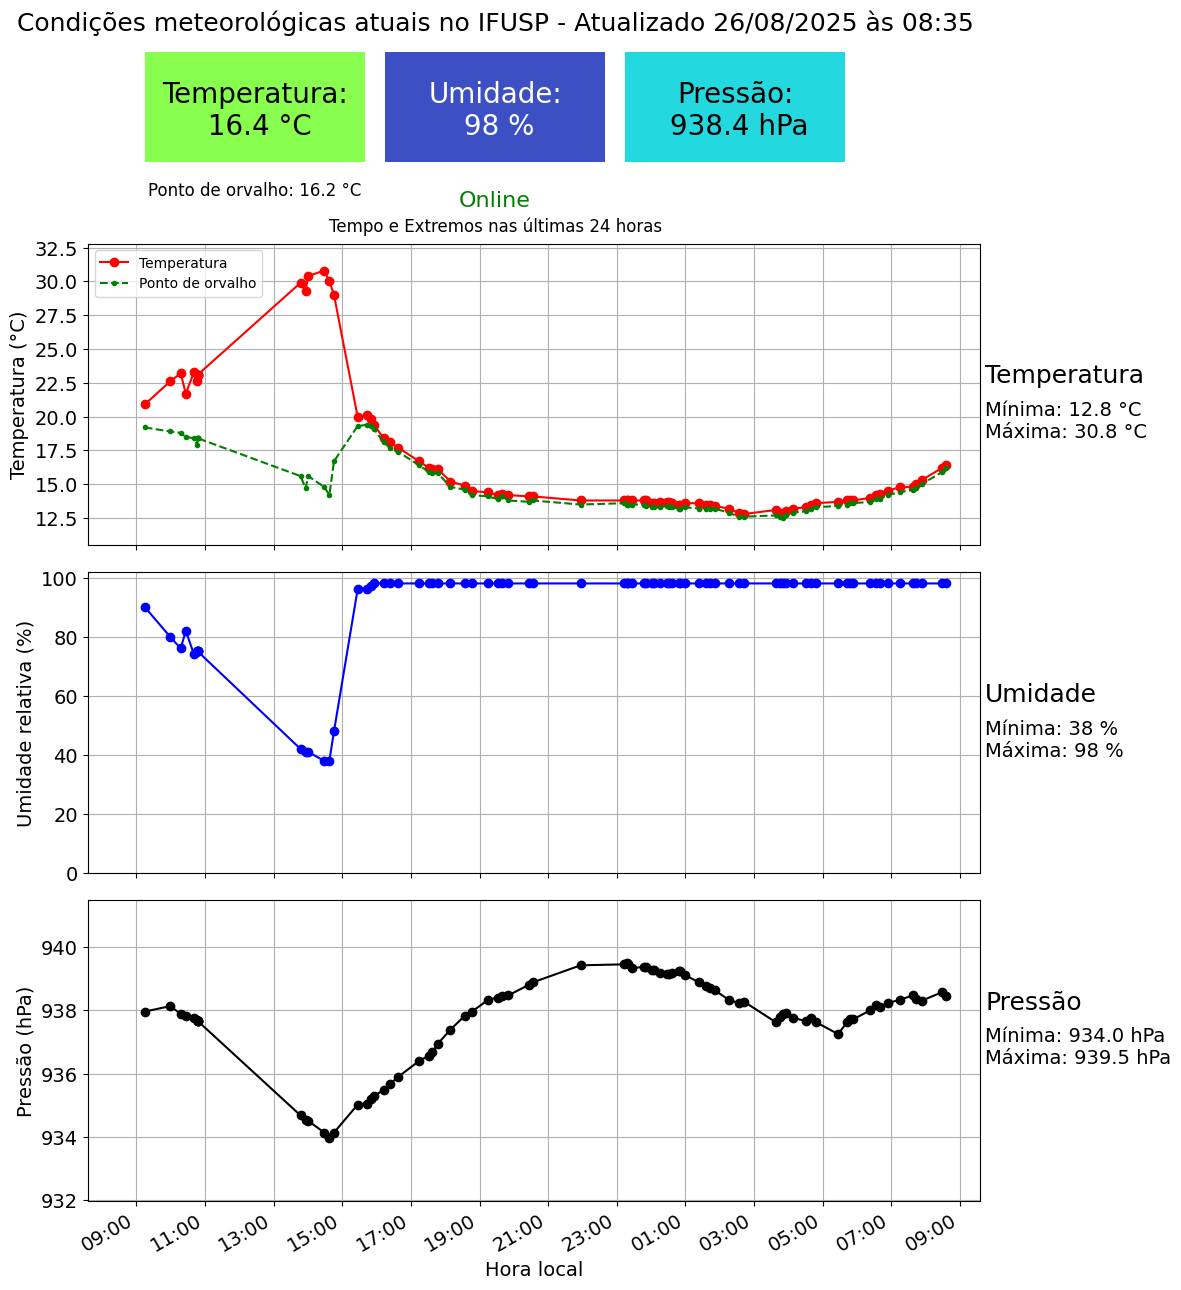 Condições meteorológicas atuais no IFUSP - Atualizado 26/08/2025 às 08:35
Temperatura:
16.4 °C
Umidade:
98 %
Pressão:
938.4 hPa
Ponto de orvalho: 16.2 °C
Online
Tempo e Extremos nas últimas 24 horas
Temperatura (°C)
32.5
30.0
27.5
25.0
22.5
20.0
17.5
15.0
12.5
Temperatura
Ponto de orvalho
Temperatura
Mínima: 12.8 °C
Máxima: 30.8 °C
Umidade relativa (%)
100
80
60
40
20
0
Umidade
Mínima: 38 %
Máxima: 98 %
Pressão (hPa)
940
938
936
934
932
Pressão
Mínima: 934.0 hPa
Máxima: 939.5 hPa
09:00 11:00 13:00 15:00 17:00 19:00 21:00 23:00 01:00 03:00 05:00 07:00 09:00
Hora local